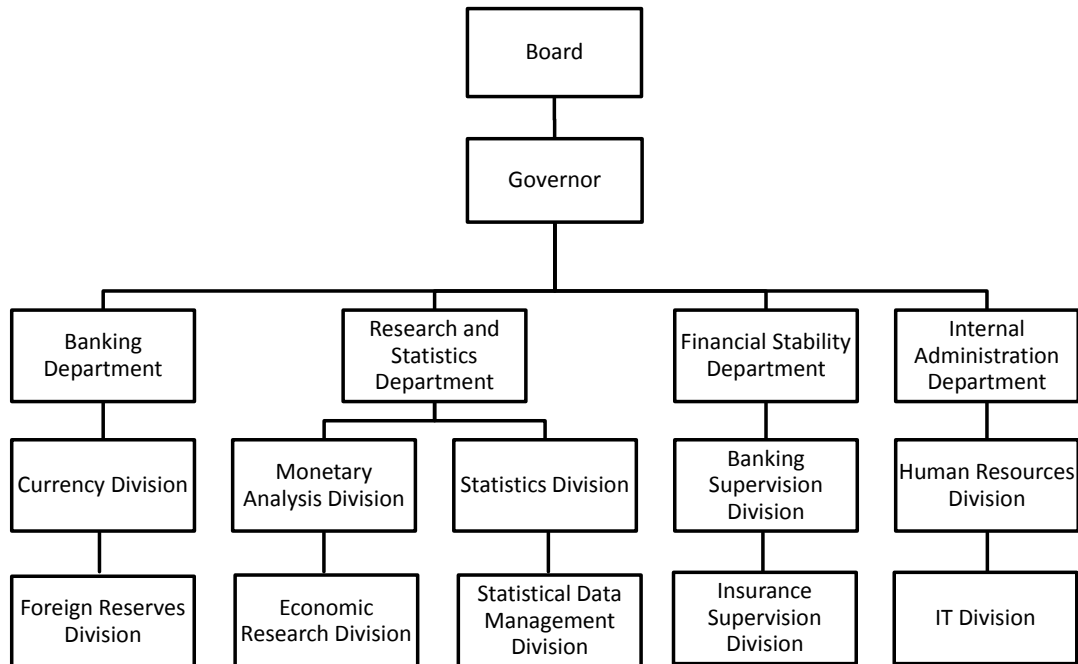 Board
Governor
Banking
Department
Research and
Statistics
Department
Financial Stability
Department
Internal
Administration
Department
Currency Division
Monetary
Analysis Division
Statistics Division
Banking
Supervision
Division
Human Resources
Division
Foreign Reserves
Division
Economic
Research Division
Statistical Data
Management
Division
Insurance
Supervision
Division
IT Division